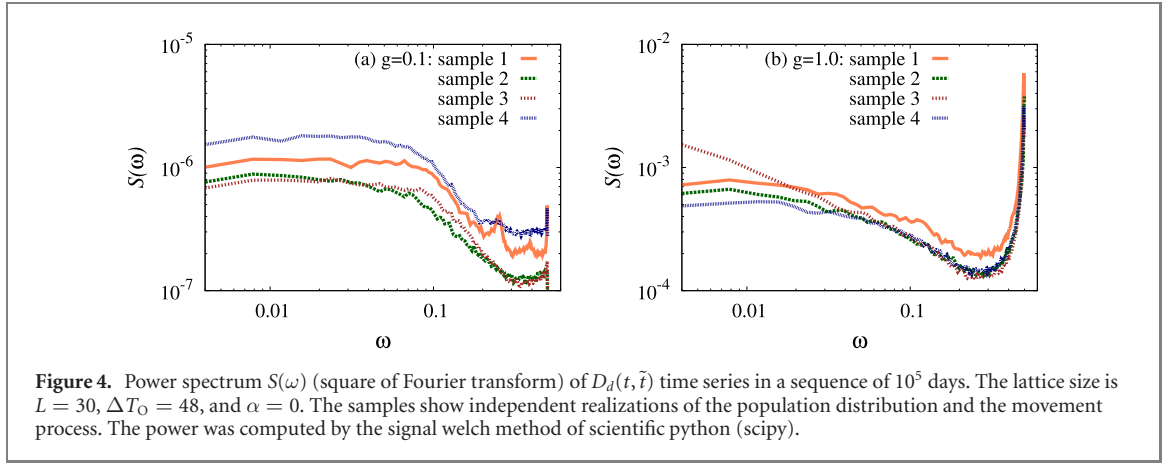 10^-5
(a) g=0.1: sample 1
sample 2
sample 3
sample 4
10^-6
S(ω)
10^-7
0.01
0.1
ω
10^-2
(b) g=1.0: sample 1
sample 2
sample 3
sample 4
10^-3
S(ω)
10^-4
0.01
0.1
ω
Figure 4. Power spectrum S(ω) (square of Fourier transform) of D_d(t, t̃) time series in a sequence of 10^5 days. The lattice size is
L = 30, ΔT_O = 48, and α = 0. The samples show independent realizations of the population distribution and the movement
process. The power was computed by the signal welch method of scientific python (scipy).